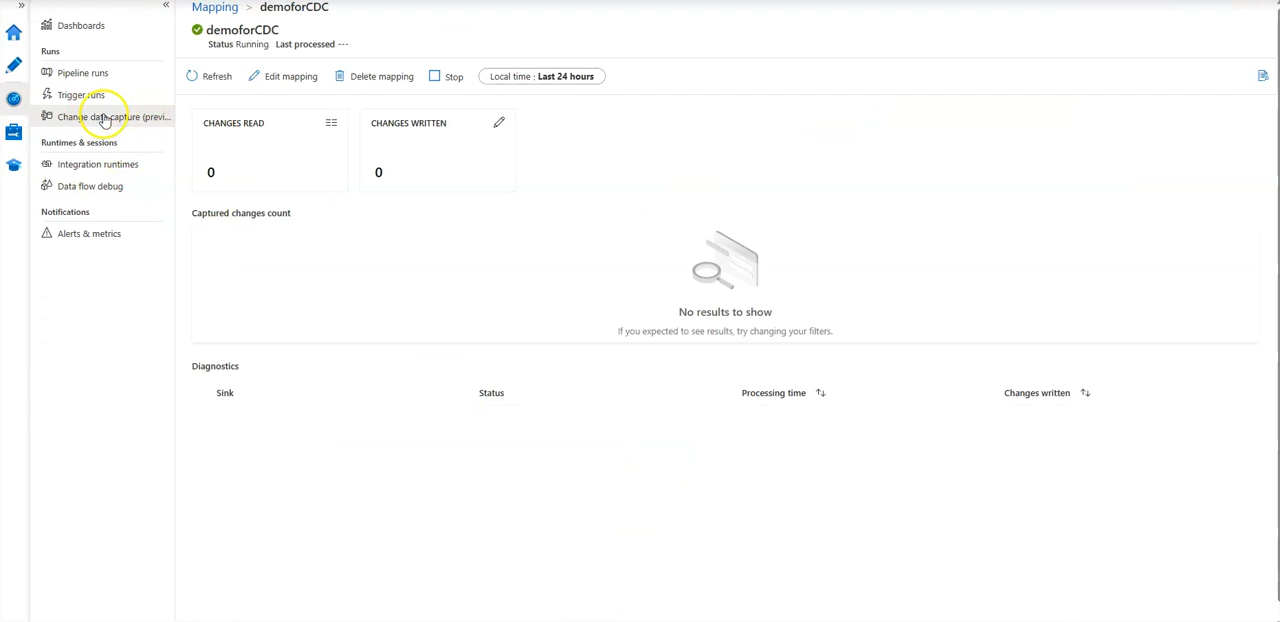 Dashboards
Runs
Pipeline runs
Trigger runs
Change data capture (previ...
Runtimes & sessions
Integration runtimes
Data flow debug
Notifications
Alerts & metrics
Mapping > demoforCDC
demoforCDC
Status Running Last processed ---
Refresh Edit mapping Delete mapping Stop Local time : Last 24 hours
CHANGES READ
0
CHANGES WRITTEN
0
Captured changes count
No results to show
If you expected to see results, try changing your filters.
Diagnostics
Sink Status Processing time Changes written